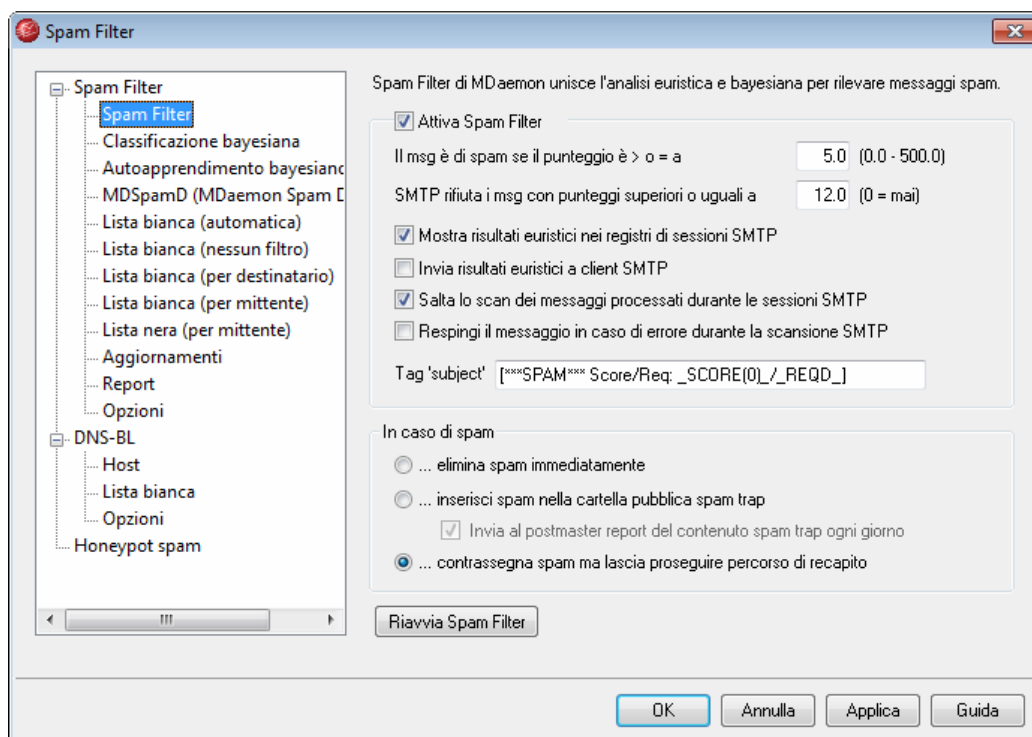 Spam Filter
Spam Filter
Spam Filter
Classificazione bayesiana
Autoapprendimento bayesiano
MDSpamD (MDaemon Spam D
Lista bianca (automatica)
Lista bianca (nessun filtro)
Lista bianca (per destinatario)
Lista bianca (per mittente)
Lista nera (per mittente)
Aggiornamenti
Report
Opzioni
DNS-BL
Host
Lista bianca
Opzioni
Honeypot spam
Spam Filter di MDaemon unisce l'analisi euristica e bayesiana per rilevare messaggi spam.
Attiva Spam Filter
Il msg è di spam se il punteggio è > o = a 5.0 (0.0 - 500.0)
SMTP rifiuta i msg con punteggi superiori o uguali a 12.0 (0 = mai)
Mostra risultati euristici nei registri di sessioni SMTP
Invia risultati euristici a client SMTP
Salta lo scan dei messaggi processati durante le sessioni SMTP
Respingi il messaggio in caso di errore durante la scansione SMTP
Tag 'subject' [***SPAM*** Score/Req: _SCORE(0)_/_REQD_]
In caso di spam
... elimina spam immediatamente
... inserisci spam nella cartella pubblica spam trap
Invia al postmaster report del contenuto spam trap ogni giorno
... contrassegna spam ma lascia proseguire percorso di recapito
Riavvia Spam Filter
OK Annulla Applica Guida